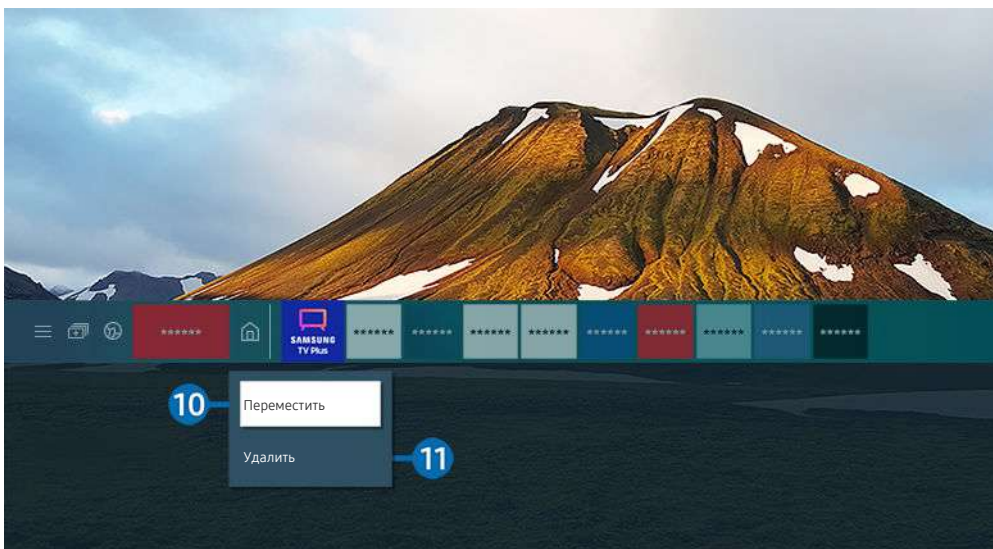 ****** SAMSUNG ****** ****** ****** ****** ****** ****** ****** ****** ******
TV Plus
10 Переместить
Удалить 11